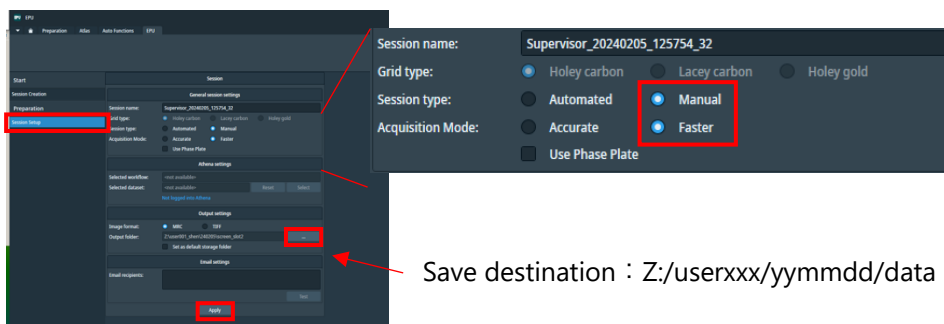 EPU
Preparation Atlas Auto Functions EPU
Start
Session Creation
Preparation
Session Setup
Session
General session settings
Session name: Supervisor_20240205_125754_32
Grid type: Holey carbon Lacey carbon Holey gold
Session type: Automated Manual
Acquisition Mode: Accurate Faster
Use Phase Plate
Athena settings
Selected workflow: <not available>
Selected dataset: <not available> Reset Select
Not logged into Athena
Output settings
Image format: MRC TIFF
Output folder: ...
Set as default storage folder
Email settings
Email recipients:
Test
Apply
Session name: Supervisor_20240205_125754_32
Grid type: Holey carbon Lacey carbon Holey gold
Session type: Automated Manual
Acquisition Mode: Accurate Faster
Use Phase Plate
Save destination：Z:/userxxx/yymmdd/data